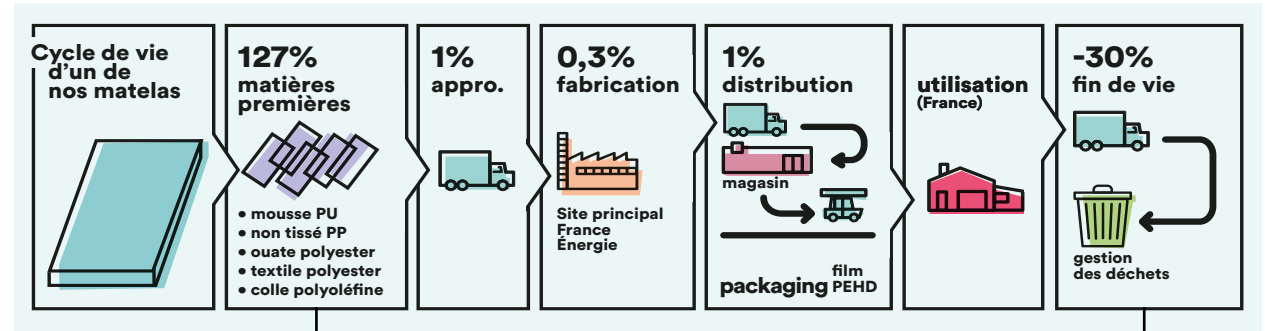 Cycle de vie
d'un de
nos matelas
127%
matières
premières
• mousse PU
• non tissé PP
• ouate polyester
• textile polyester
• colle polyoléfine
1%
appro.
0,3%
fabrication
Site principal
France
Énergie
1%
distribution
magasin
packaging film
PEHD
utilisation
(France)
-30%
fin de vie
gestion
des déchets